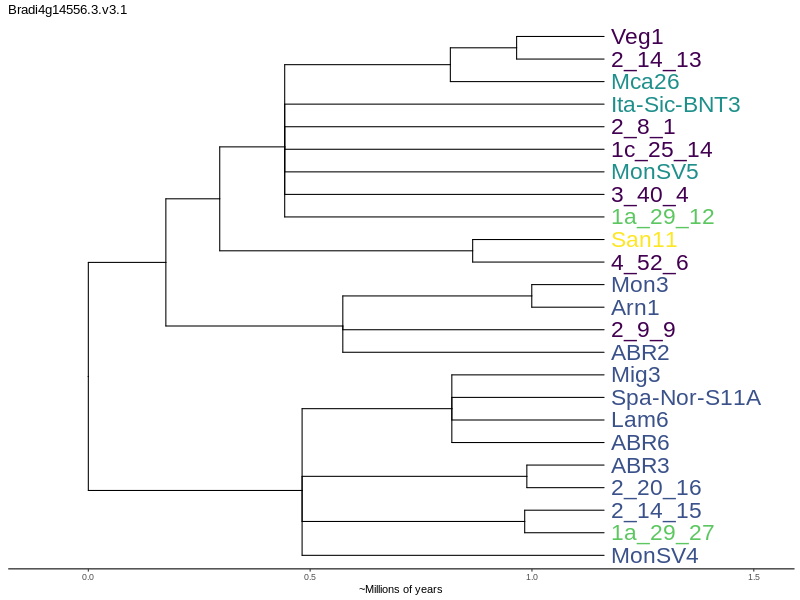 Bradi4g14556.3.v3.1
Veg1
2_14_13
Mca26
Ita-Sic-BNT3
2_8_1
1c_25_14
MonSV5
3_40_4
1a_29_12
San11
4_52_6
Mon3
Arn1
2_9_9
ABR2
Mig3
Spa-Nor-S11A
Lam6
ABR6
ABR3
2_20_16
2_14_15
1a_29_27
MonSV4
0.0 0.5 1.0 1.5
~Millions of years